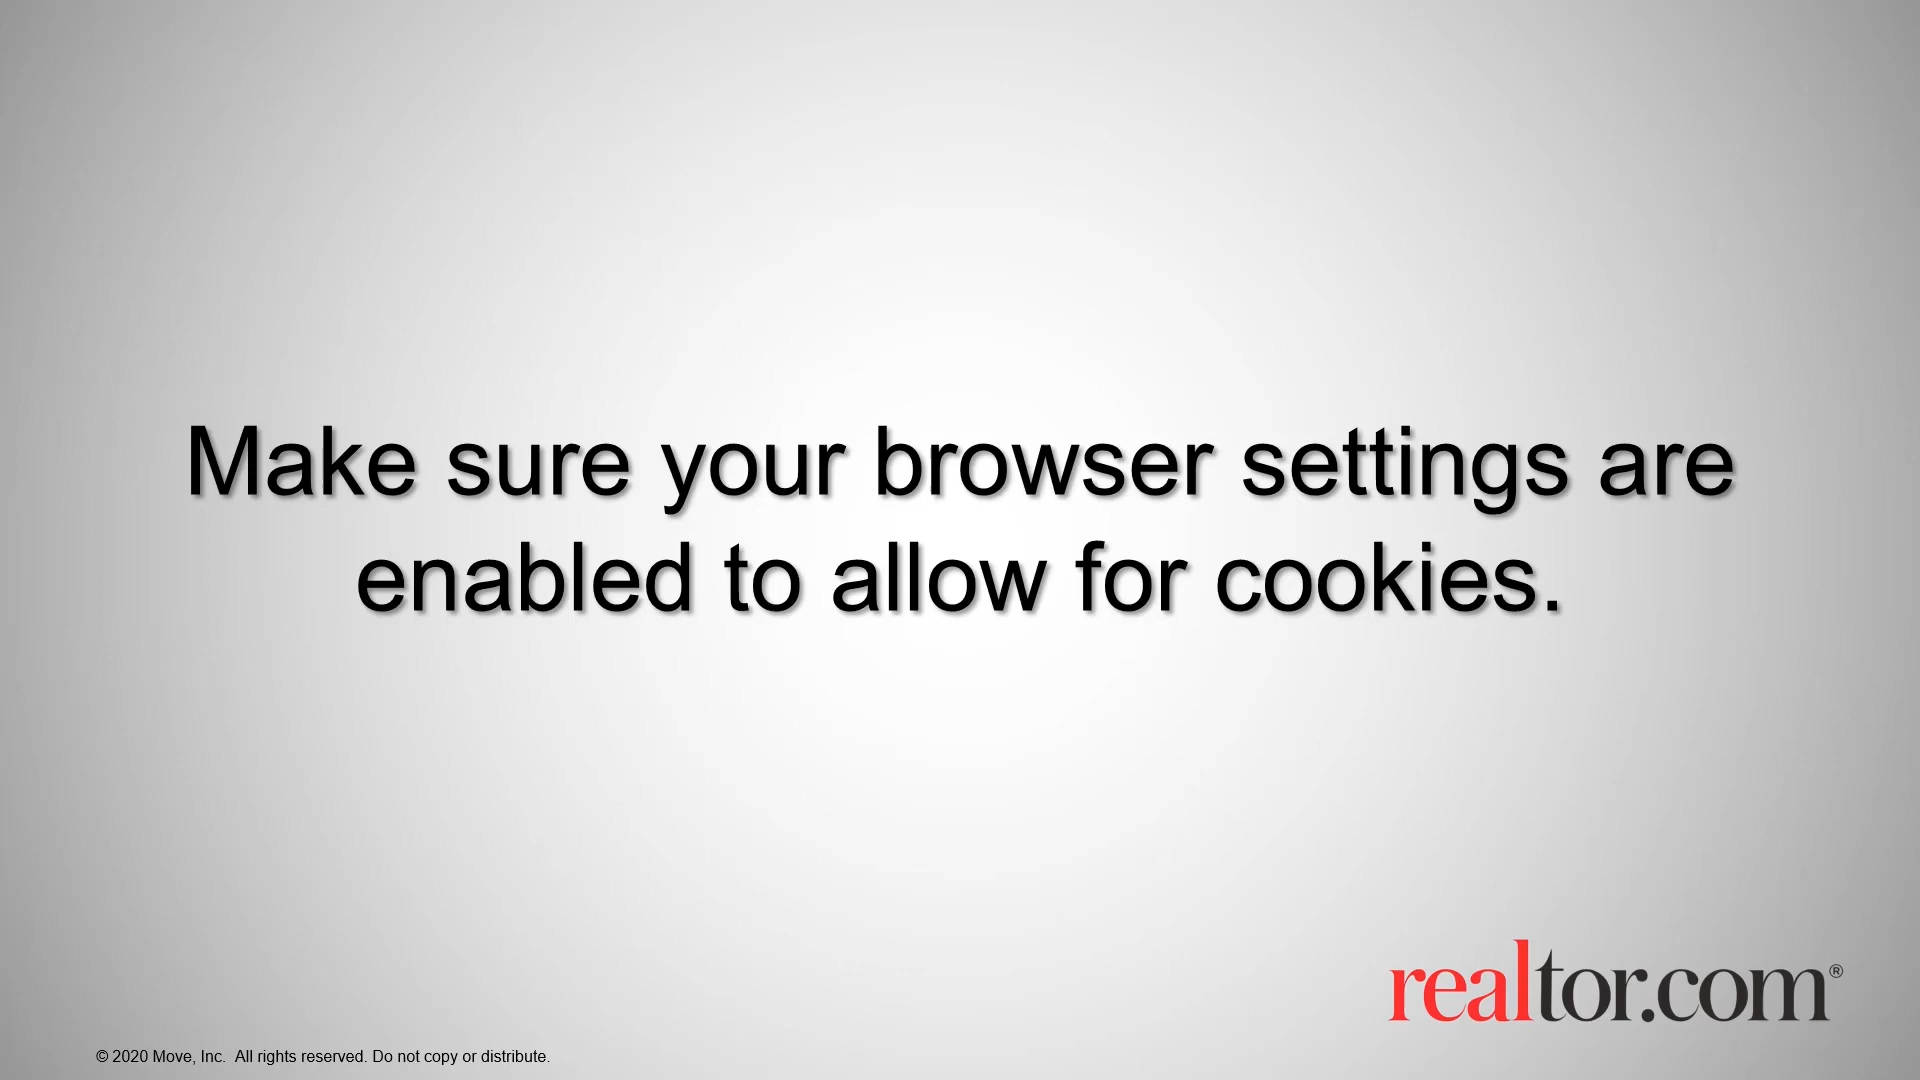 Make sure your browser settings are
enabled to allow for cookies.
realtor.com®
© 2020 Move, Inc.  All rights reserved. Do not copy or distribute.